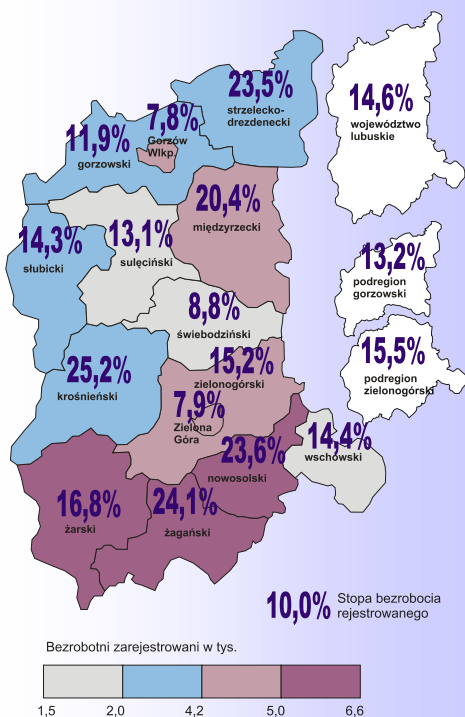 23,5%
strzelecko-
drezdenecki
14,6%
województwo
lubuskie
7,8%
Gorzów
Wlkp.
11,9%
gorzowski
20,4%
międzyrzecki
14,3%
słubicki
13,1%
sulęciński
13,2%
podregion
gorzowski
8,8%
świebodziński
15,2%
zielonogórski
15,5%
podregion
zielonogórski
25,2%
krośnieński
7,9%
Zielona
Góra
14,4%
wschowski
23,6%
nowosolski
16,8%
żarski
24,1%
żagański
10,0% Stopa bezrobocia
rejestrowanego
Bezrobotni zarejestrowani w tys.
1,5 2,0 4,2 5,0 6,6